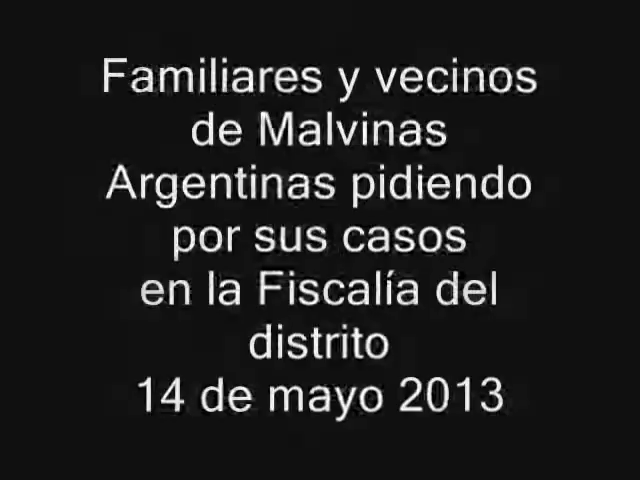 Familiares y vecinos
de Malvinas
Argentinas pidiendo
por sus casos
en la Fiscalía del
distrito
14 de mayo 2013